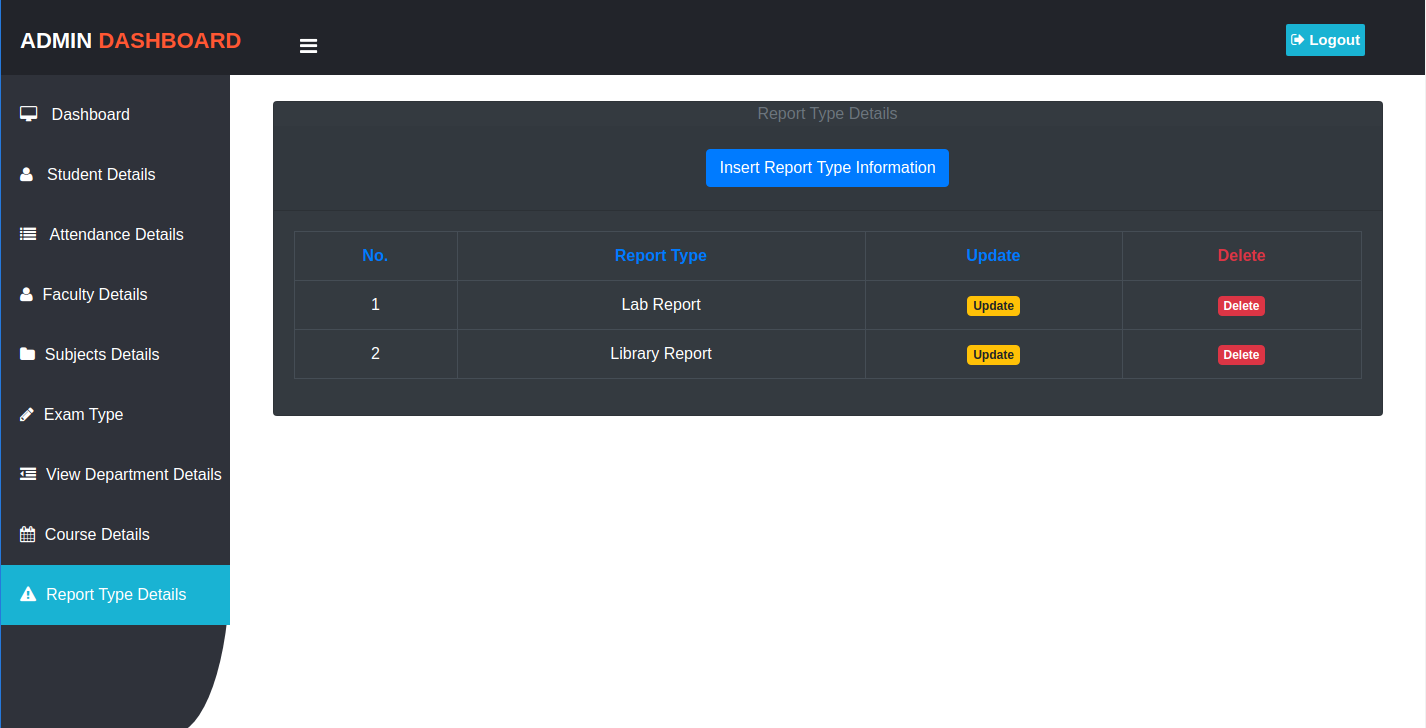 ADMIN DASHBOARD
Logout
Dashboard
Student Details
Attendance Details
Faculty Details
Subjects Details
Exam Type
View Department Details
Course Details
Report Type Details
Report Type Details
Insert Report Type Information
No. Report Type Update Delete
1 Lab Report Update Delete
2 Library Report Update Delete